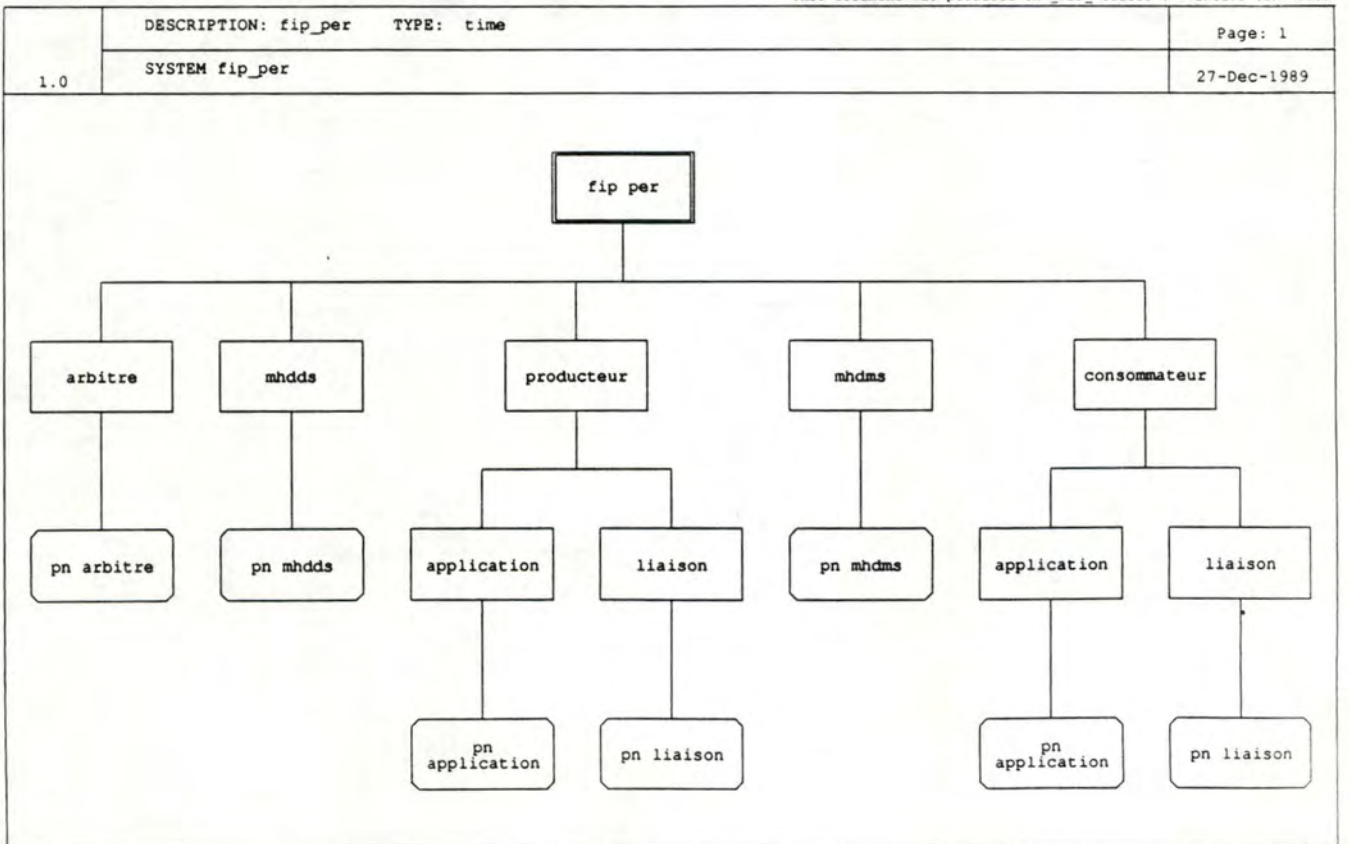 DESCRIPTION: fip_per TYPE: time
Page: 1
1.0
SYSTEM fip_per
27-Dec-1989
fip per
arbitre
mhdds
producteur
mhdms
consommateur
pn arbitre
pn mhdds
application
liaison
pn mhdms
application
liaison
pn
application
pn liaison
pn
application
pn liaison